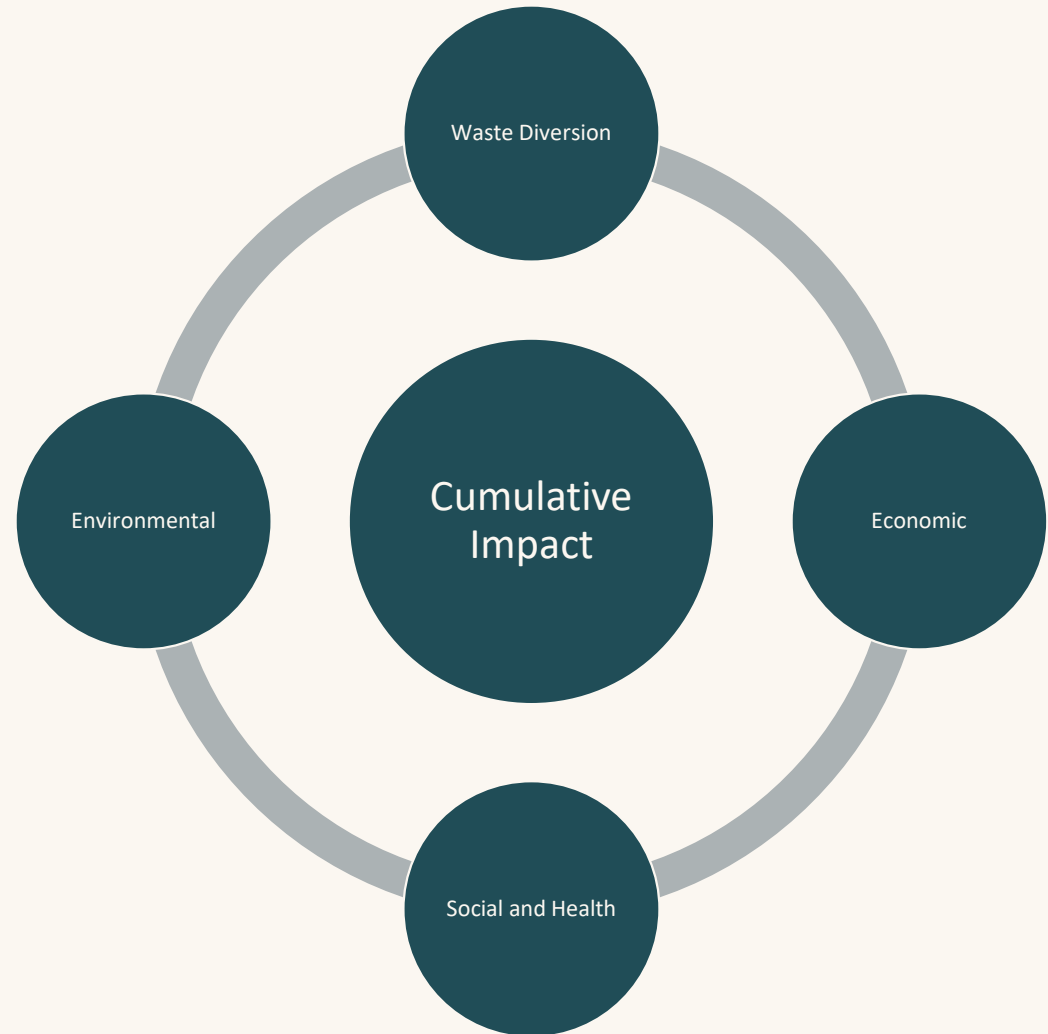 Waste Diversion
Environmental
Cumulative
Impact
Economic
Social and Health